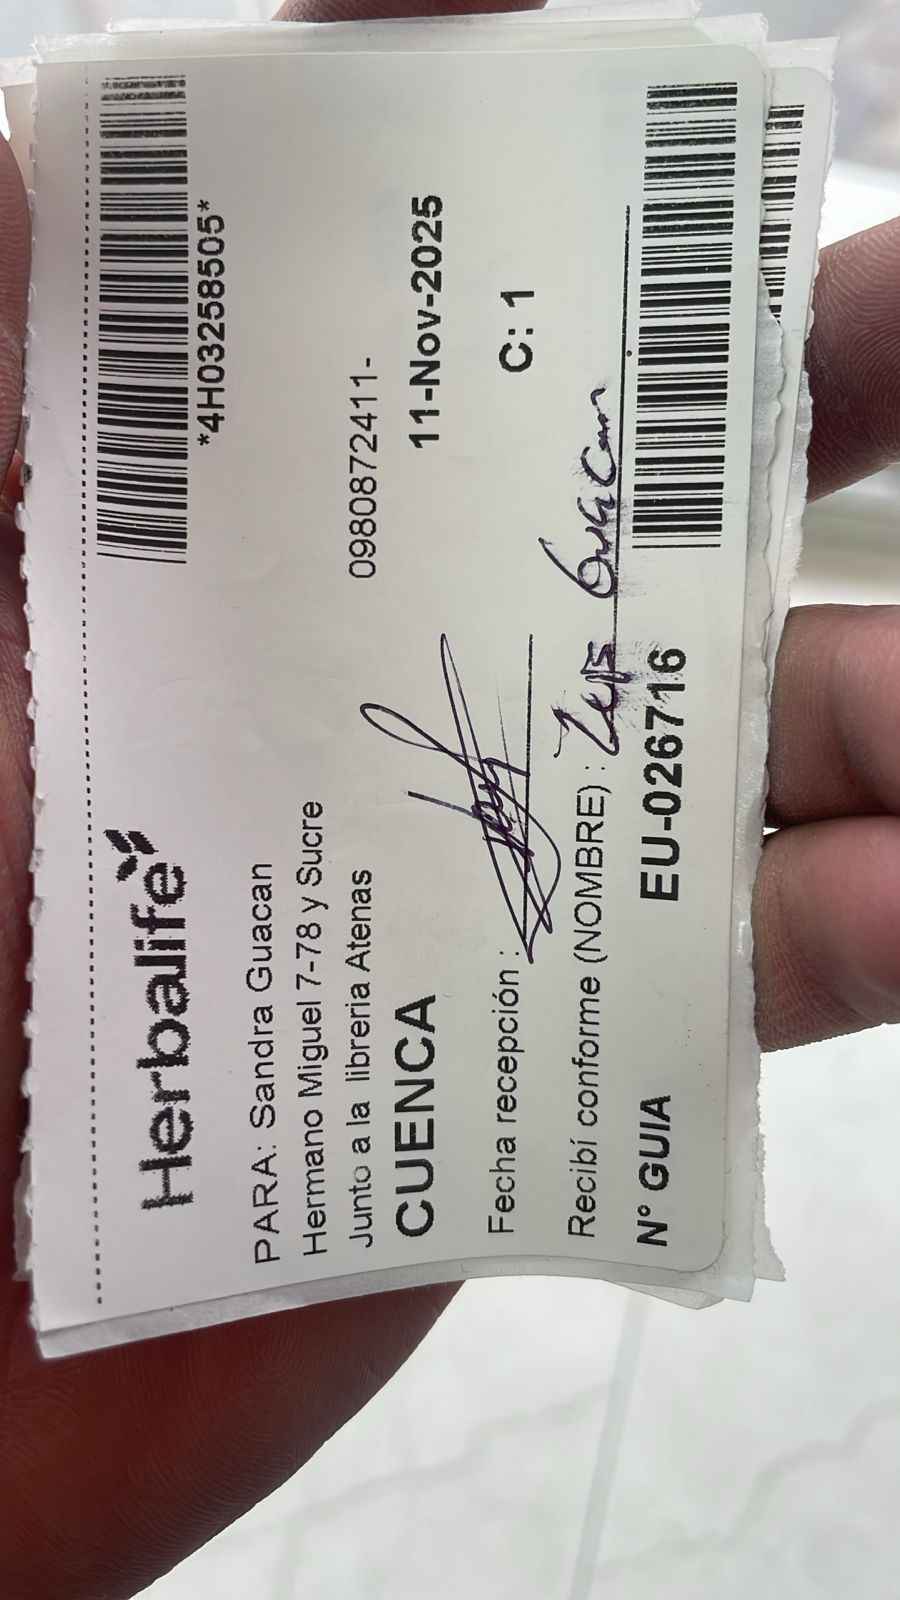 Herbalife
*4H03258505*
PARA: Sandra Guacan
Hermano Miguel 7-78 y Sucre
Junto a la libreria Atenas
0980872411-
CUENCA
11-Nov-2025
Fecha recepción :
C: 1
Recibí conforme (NOMBRE) : Guacan
N° GUIA EU-026716